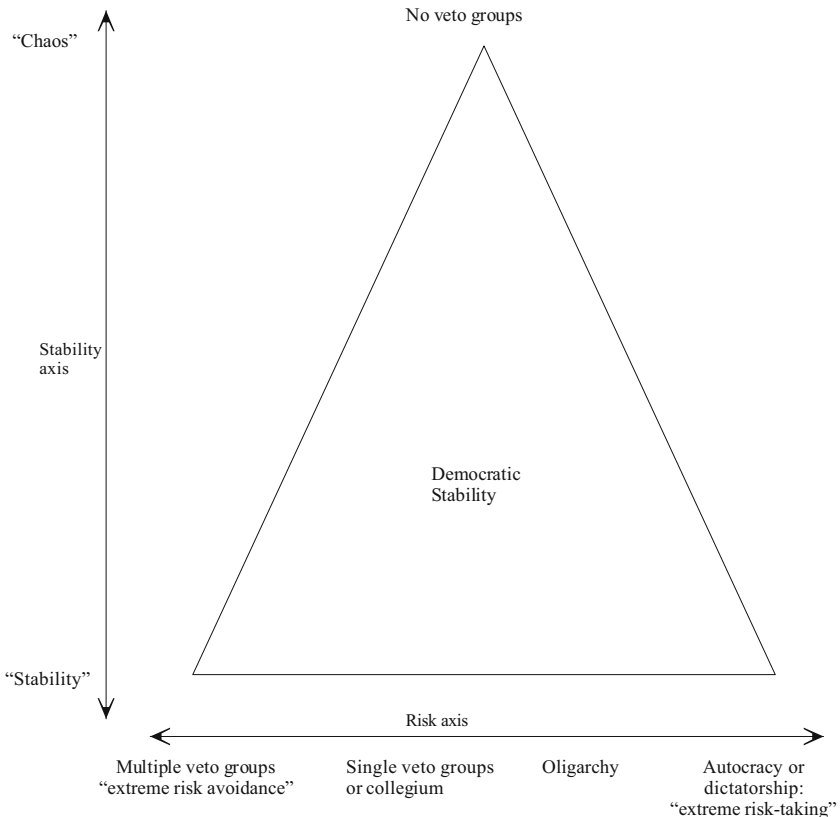 No veto groups
“Chaos”
Stability
axis
Democratic
Stability
“Stability”
Risk axis
Multiple veto groups
“extreme risk avoidance”
Single veto groups
or collegium
Oligarchy
Autocracy or
dictatorship:
“extreme risk-taking”